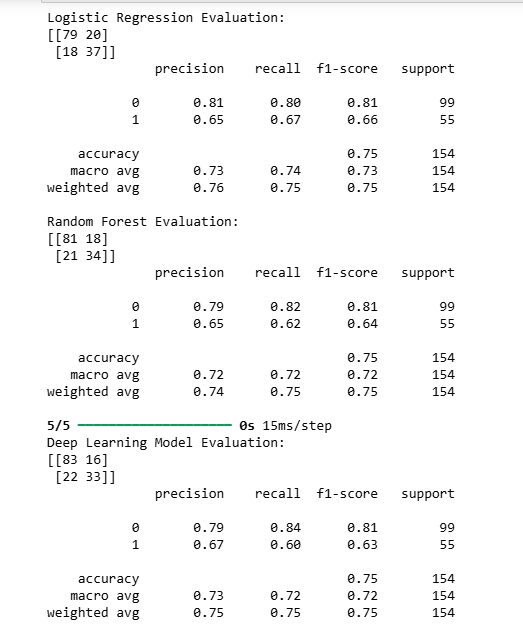 Logistic Regression Evaluation:
[[79 20]
 [18 37]]
              precision    recall  f1-score   support

           0       0.81      0.80      0.81        99
           1       0.65      0.67      0.66        55

    accuracy                           0.75       154
   macro avg       0.73      0.74      0.73       154
weighted avg       0.76      0.75      0.75       154

Random Forest Evaluation:
[[81 18]
 [21 34]]
              precision    recall  f1-score   support

           0       0.79      0.82      0.81        99
           1       0.65      0.62      0.64        55

    accuracy                           0.75       154
   macro avg       0.72      0.72      0.72       154
weighted avg       0.74      0.75      0.75       154

5/5 ━━━━━━━━━━━━━━━━━━━━ 0s 15ms/step
Deep Learning Model Evaluation:
[[83 16]
 [22 33]]
              precision    recall  f1-score   support

           0       0.79      0.84      0.81        99
           1       0.67      0.60      0.63        55

    accuracy                           0.75       154
   macro avg       0.73      0.72      0.72       154
weighted avg       0.75      0.75      0.75       154